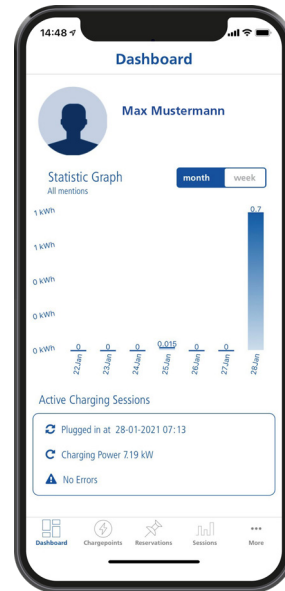 14:48
Dashboard
Max Mustermann
Statistic Graph
All mentions
month week
1 kWh
1 kWh
0 kWh
0 kWh
0 kWh
0 0 0 0.015 0 0 0.7
22.Jan 23.Jan 24.Jan 25.Jan 26.Jan 27.Jan 28.Jan
Active Charging Sessions
Plugged in at 28-01-2021 07:13
Charging Power 7.19 kW
No Errors
Dashboard Chargepoints Reservations Sessions More